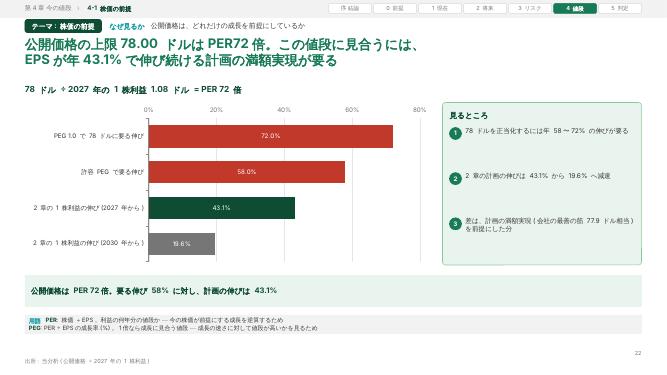 第 4 章 今の値段 › 4-1 株価の前提
序 結論 0 前提 1 現在 2 将来 3 リスク 4 値段 5 判定
テーマ：株価の前提 なぜ見るか 公開価格は、どれだけの成長を前提にしているか
公開価格の上限 78.00 ドルは PER72 倍。この値段に見合うには、
EPS が年 43.1% で伸び続ける計画の満額実現が要る
78 ドル ÷ 2027 年の 1 株利益 1.08 ドル = PER 72 倍
0% 20% 40% 60% 80%
PEG 1.0 で 78 ドルに要る伸び 72.0%
許容 PEG で要る伸び 58.0%
2 章の 1 株利益の伸び (2027 年から) 43.1%
2 章の 1 株利益の伸び (2030 年から) 19.6%
見るところ
1 78 ドルを正当化するには年 58 〜 72% の伸びが要る
2 2 章の計画の伸びは 43.1% から 19.6% へ減速
3 差は、計画の満額実現 ( 会社の最善の筋 77.9 ドル相当 )
を前提にした分
公開価格は PER 72 倍。要る伸び 58% に対し、計画の伸びは 43.1%
用語 PER: 株価 ÷ EPS 。利益の何年分の値段か — 今の株価が前提にする成長を逆算するため
PEG: PER ÷ EPS の成長率 (%) 。1 倍なら成長に見合う値段 — 成長の速さに対して値段が高いかを見るため
22
出所：当分析 ( 公開価格 ÷ 2027 年の 1 株利益 )